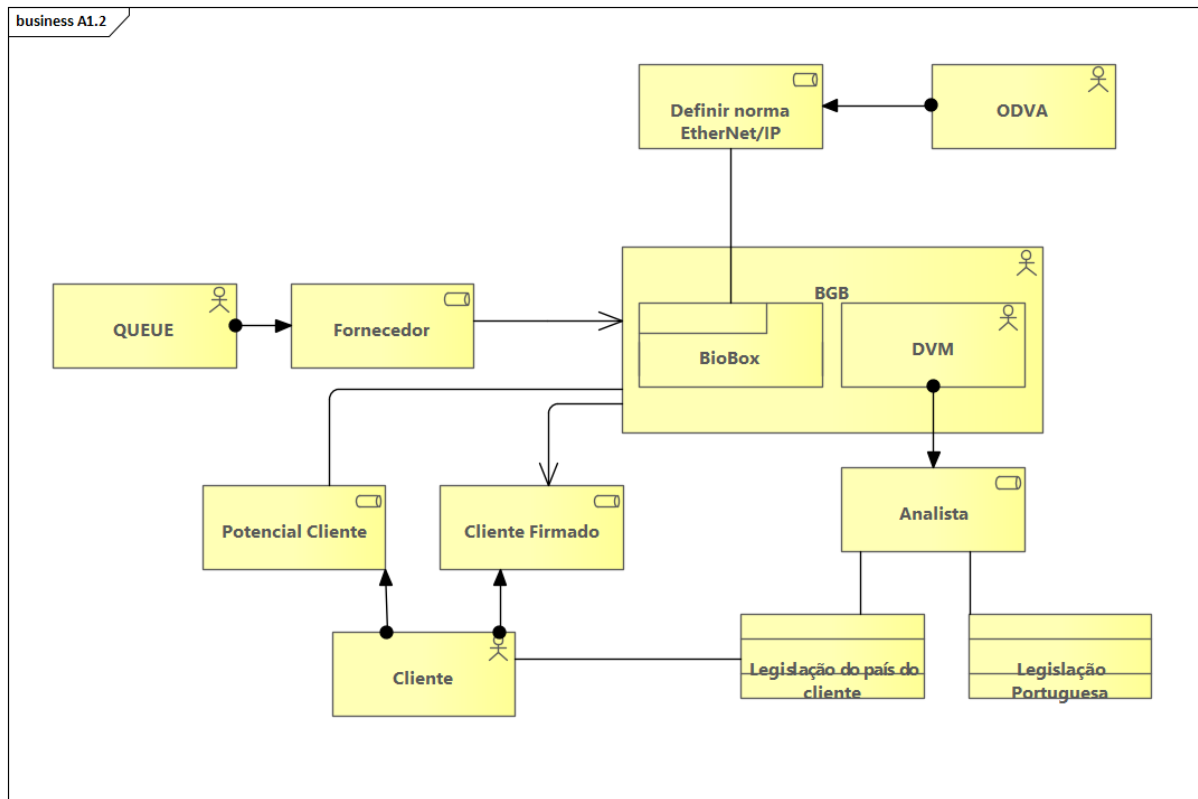 business A1.2
Definir norma
EtherNet/IP
ODVA
QUEUE
Fornecedor
BGB
BioBox
DVM
Potencial Cliente
Cliente Firmado
Analista
Cliente
Legislação do país do
cliente
Legislação
Portuguesa